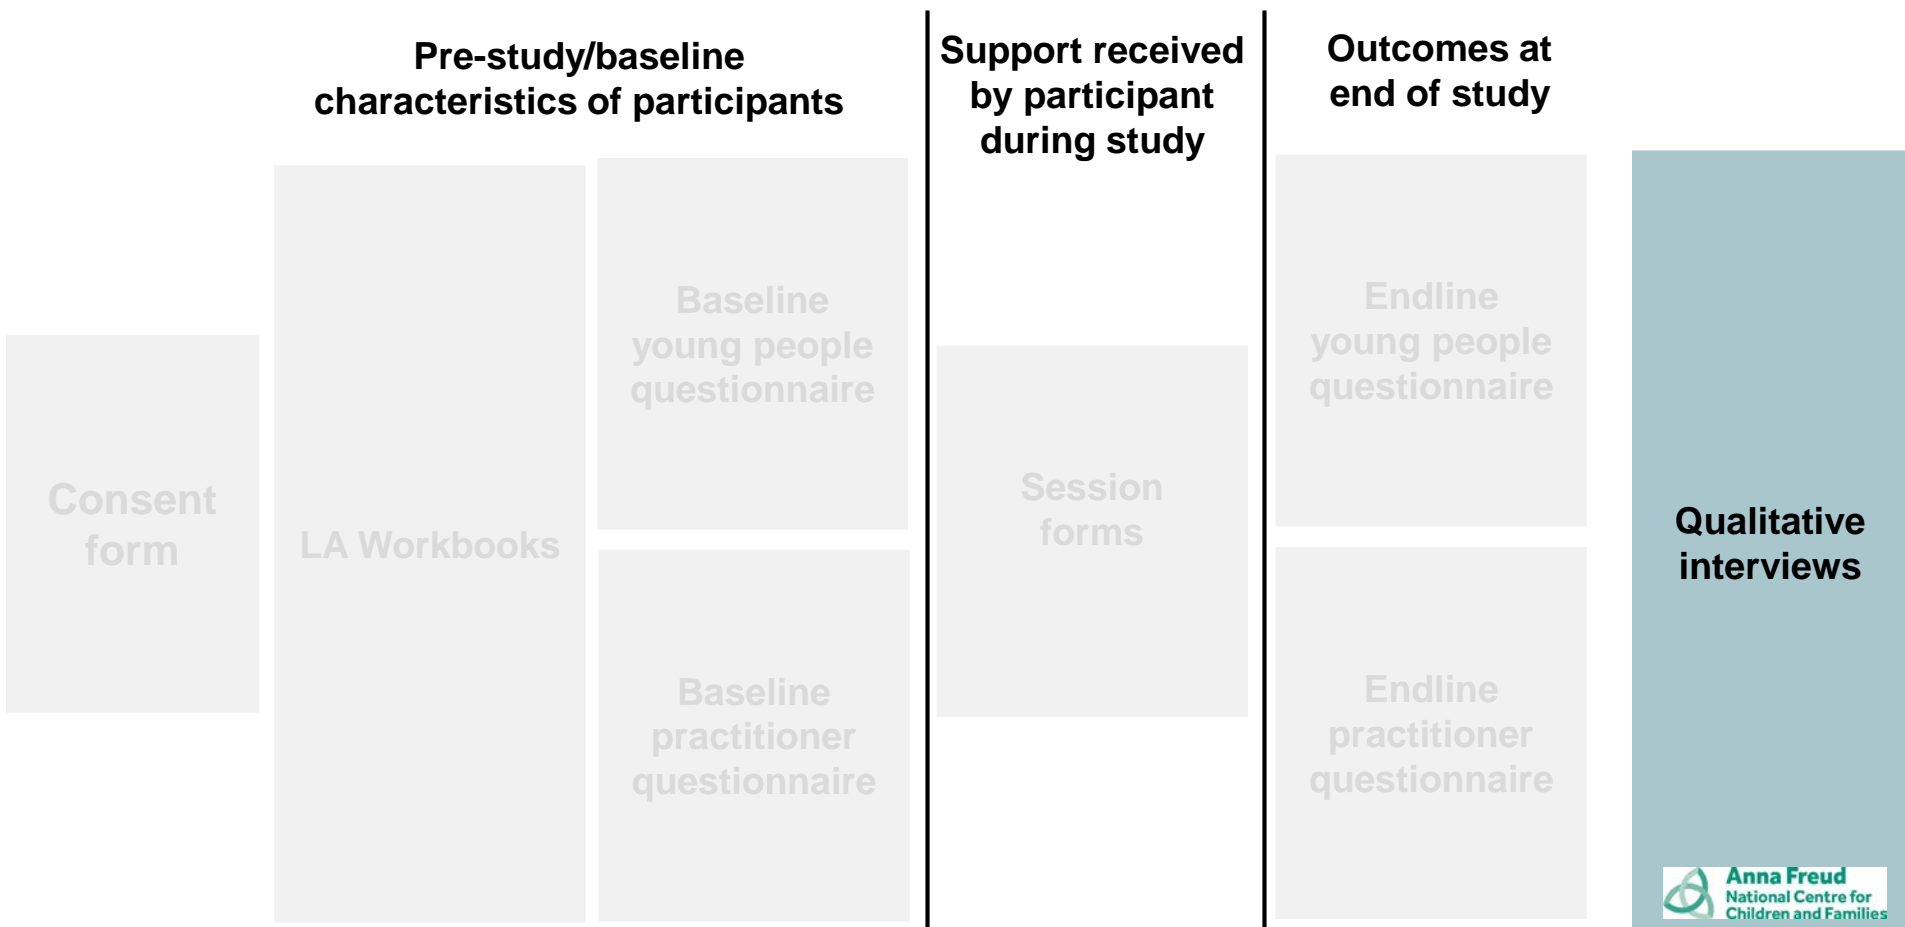 Pre-study/baseline
characteristics of participants
Support received
by participant
during study
Outcomes at
end of study
Consent
form
LA Workbooks
Baseline
young people
questionnaire
Baseline
practitioner
questionnaire
Session
forms
Endline
young people
questionnaire
Endline
practitioner
questionnaire
Qualitative
interviews
Anna Freud
National Centre for
Children and Families